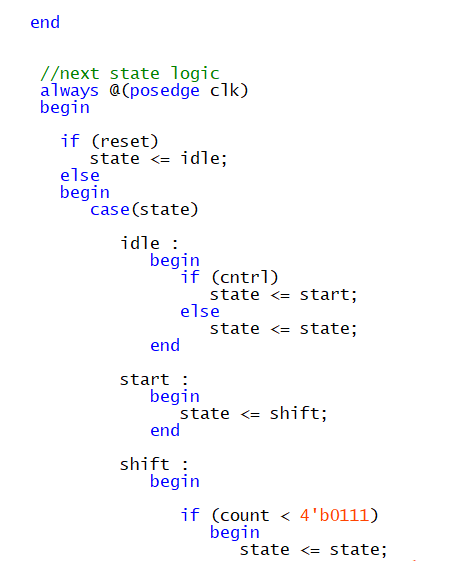 end
//next state logic
always @(posedge clk)
begin
if (reset)
state <= idle;
else
begin
case(state)
idle :
begin
if (cntrl)
state <= start;
else
state <= state;
end
start :
begin
state <= shift;
end
shift :
begin
if (count < 4'b0111)
begin
state <= state;